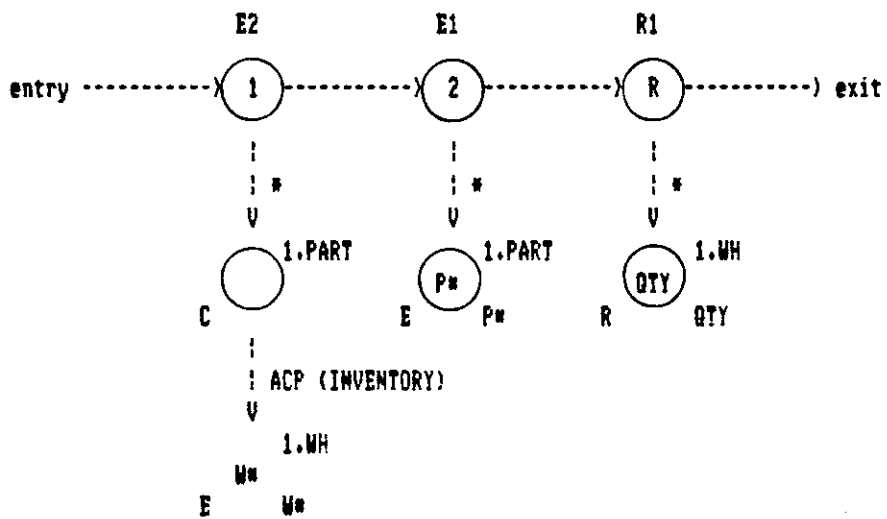 E2 E1 R1
entry 1 2 R exit
* * *
1.PART 1.PART 1.WH
P* QTY
C E P* R QTY
ACP (INVENTORY)
1.WH
W*
E W*